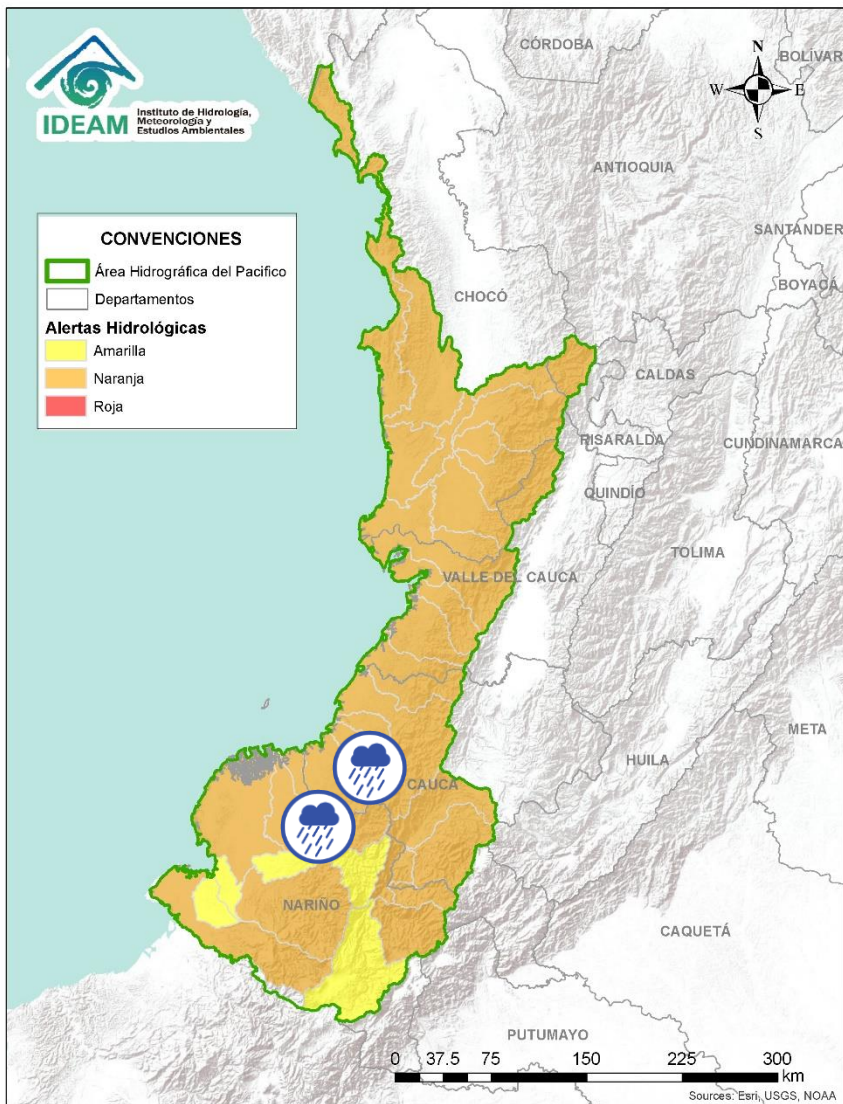 IDEAM
Instituto de Hidrología,
Meteorología y
Estudios Ambientales
CÓRDOBA
BOLÍVAR
N
W
E
S
ANTIOQUIA
SANTANDER
BOYACÁ
CONVENCIONES
Área Hidrográfica del Pacifico
Departamentos
Alertas Hidrológicas
Amarilla
Naranja
Roja
CHOCÓ
CALDAS
RISARALDA
CUNDINAMARCA
QUINDÍO
TOLIMA
VALLE DEL CAUCA
META
HUILA
CAUCA
NARIÑO
CAQUETÁ
PUTUMAYO
0 37.5 75 150 225 300
km
Sources: Esri, USGS, NOAA